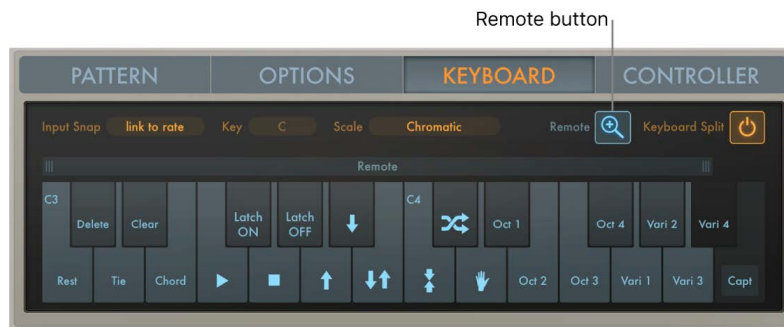 Remote button
PATTERN OPTIONS KEYBOARD CONTROLLER
Input Snap link to rate Key C Scale Chromatic Remote Keyboard Split
Remote
C3 C4
Delete Clear Latch ON Latch OFF Oct 1 Oct 4 Vari 2 Vari 4
Rest Tie Chord Oct 2 Oct 3 Vari 1 Vari 3 Capt